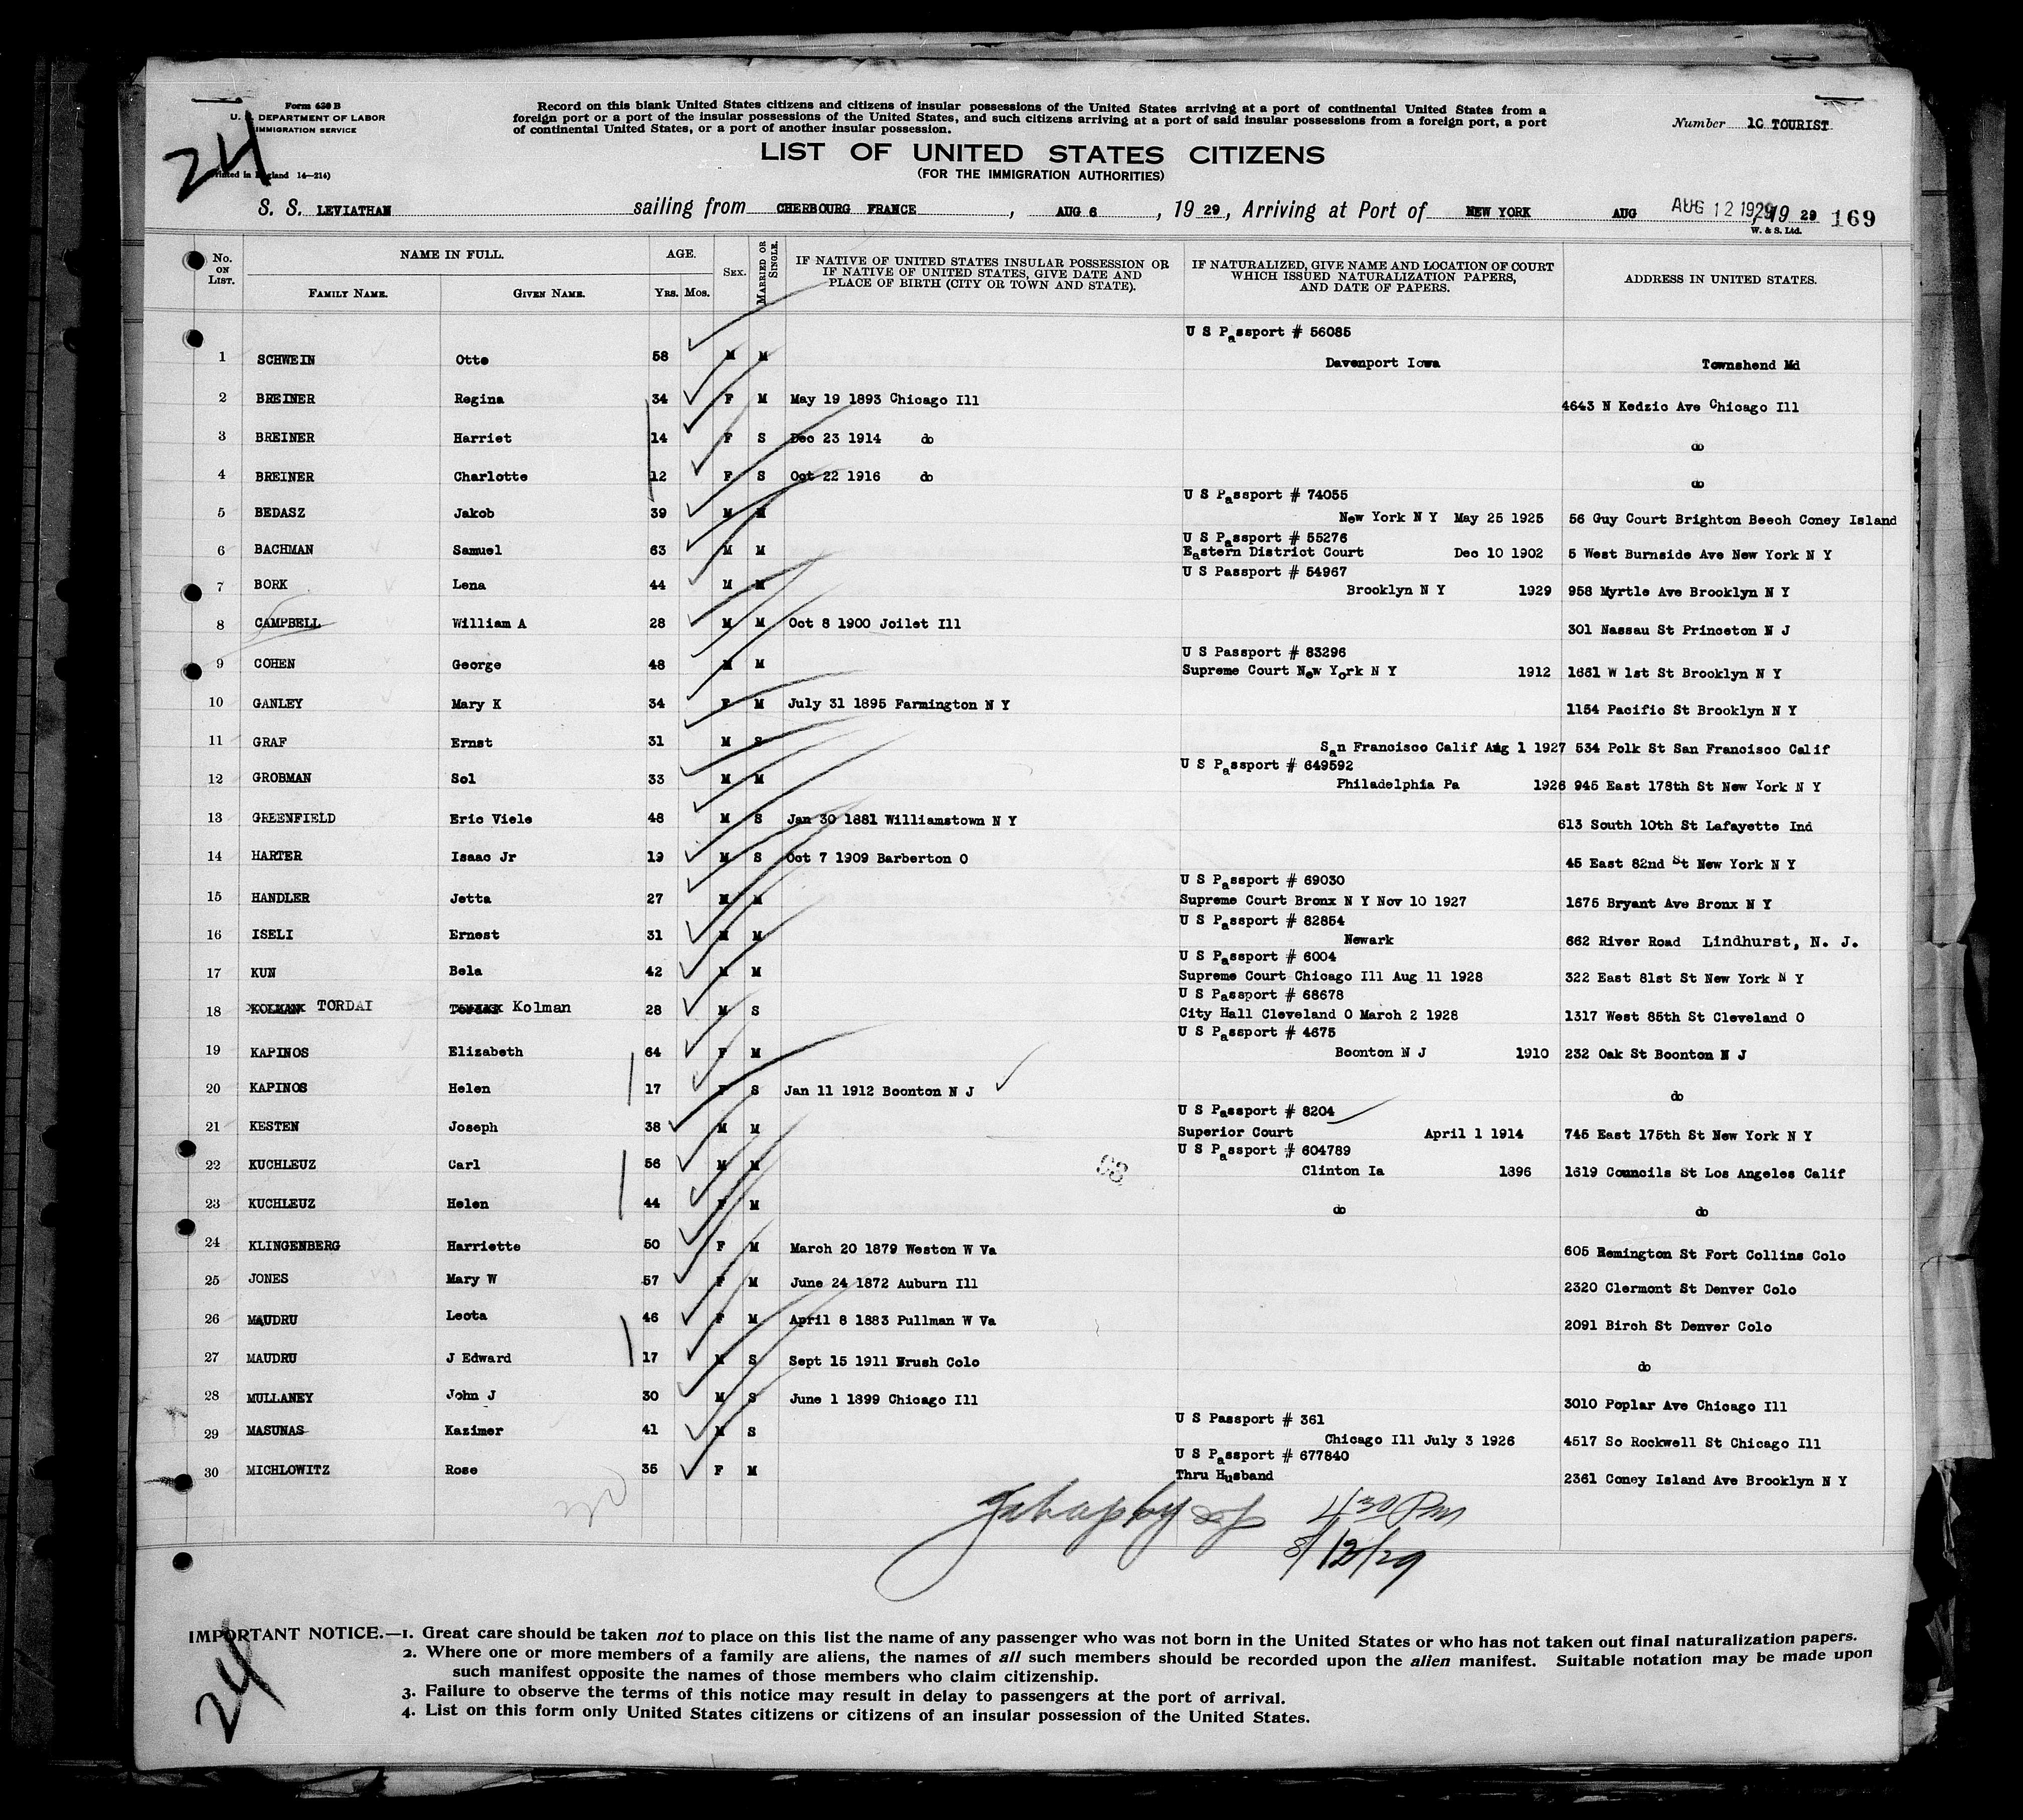 Form 630 B
U. S. DEPARTMENT OF LABOR
IMMIGRATION SERVICE
24
Printed in England 14—214)
Record on this blank United States citizens and citizens of insular possessions of the United States arriving at a port of continental United States from a
foreign port or a port of the insular possessions of the United States, and such citizens arriving at a port of said insular possessions from a foreign port, a port
of continental United States, or a port of another insular possession.
Number 1C TOURIST
LIST OF UNITED STATES CITIZENS
(FOR THE IMMIGRATION AUTHORITIES)
S. S. LEVIATHAN sailing from CHERBOURG FRANCE , AUG 6 , 19 29 , Arriving at Port of NEW YORK AUG AUG 12 1929 , 19 29 169
W. & S. Ltd.
No. ON LIST. NAME IN FULL. FAMILY NAME. GIVEN NAME. AGE. YRS. MOS. SEX. MARRIED OR SINGLE. IF NATIVE OF UNITED STATES INSULAR POSSESSION OR IF NATIVE OF UNITED STATES, GIVE DATE AND PLACE OF BIRTH (CITY OR TOWN AND STATE). IF NATURALIZED, GIVE NAME AND LOCATION OF COURT WHICH ISSUED NATURALIZATION PAPERS, AND DATE OF PAPERS. ADDRESS IN UNITED STATES.
U S Passport # 56085
1 SCHWEIN Otto 58 M M Davenport Iowa Townshend Md
2 BREINER Regina 34 F M May 19 1893 Chicago Ill 4643 N Kedzic Ave Chicago Ill
3 BREINER Harriet 14 F S Dec 23 1914 do do
4 BREINER Charlotte 12 F S Oct 22 1916 do do
U S Passport # 74055
5 BEDASZ Jakob 39 M M New York N Y May 25 1925 56 Guy Court Brighton Beech Coney Island
U S Passport # 55276
6 BACHMAN Samuel 63 M M Eastern District Court Dec 10 1902 5 West Burnside Ave New York N Y
U S Passport # 54967
7 BORK Lena 44 M M Brooklyn N Y 1929 958 Myrtle Ave Brooklyn N Y
8 CAMPBELL William A 28 M M Oct 8 1900 Joilet Ill 301 Nassau St Princeton N J
U S Passport # 83296
9 COHEN George 48 M M Supreme Court New York N Y 1912 1661 W 1st St Brooklyn N Y
10 GANLEY Mary K 34 F M July 31 1895 Farmington N Y 1154 Pacific St Brooklyn N Y
11 GRAF Ernst 31 M S San Francisco Calif Aug 1 1927 534 Polk St San Francisco Calif
U S Passport # 649592
12 GROBMAN Sol 33 M M Philadelphia Pa 1926 945 East 178th St New York N Y
13 GREENFIELD Eric Viele 48 M S Jan 30 1881 Williamstown N Y 613 South 10th St Lafayette Ind
14 HARTER Isaac Jr 19 M S Oct 7 1909 Barberton O 45 East 82nd St New York N Y
U S Passport # 69030
15 HANDLER Jetta 27 M M Supreme Court Bronx N Y Nov 10 1927 1675 Bryant Ave Bronx N Y
U S Passport # 82854
16 ISELI Ernest 31 M M Newark 662 River Road Lindhurst, N. J.
U S Passport # 6004
17 KUN Bela 42 M M Supreme Court Chicago Ill Aug 11 1928 322 East 81st St New York N Y
U S Passport # 68678
18 KOLMAN TORDAI Kolman 28 M S City Hall Cleveland O March 2 1928 1317 West 85th St Cleveland O
U S Passport # 4675
19 KAPINOS Elizabeth 64 F M Boonton N J 1910 232 Oak St Boonton N J
20 KAPINOS Helen 17 F S Jan 11 1912 Boonton N J do
U S Passport # 8204
21 KESTEN Joseph 38 M M Superior Court April 1 1914 745 East 175th St New York N Y
U S Passport # 604789
22 KUCHLEUZ Carl 56 M M Clinton Ia 1896 1619 Councils St Los Angeles Calif
23 KUCHLEUZ Helen 44 F M do do
24 KLINGENBERG Harriette 50 F M March 20 1879 Weston W Va 605 Remington St Fort Collins Colo
25 JONES Mary W 57 F M June 24 1872 Auburn Ill 2320 Clermont St Denver Colo
26 MAUDRU Leota 46 F M April 8 1883 Pullman W Va 2091 Birch St Denver Colo
27 MAUDRU J Edward 17 M S Sept 15 1911 Brush Colo do
28 MULLANEY John J 30 M S June 1 1899 Chicago Ill 3010 Poplar Ave Chicago Ill
U S Passport # 361
29 MASUNAS Kazimer 41 M S Chicago Ill July 3 1926 4517 So Rockwell St Chicago Ill
U S Passport # 677840
30 MICHLOWITZ Rose 35 F M Thru Husband 2361 Coney Island Ave Brooklyn N Y
4 30 Pm
8/12/29
IMPORTANT NOTICE.—1. Great care should be taken not to place on this list the name of any passenger who was not born in the United States or who has not taken out final naturalization papers.
2. Where one or more members of a family are aliens, the names of all such members should be recorded upon the alien manifest. Suitable notation may be made upon
such manifest opposite the names of those members who claim citizenship.
3. Failure to observe the terms of this notice may result in delay to passengers at the port of arrival.
4. List on this form only United States citizens or citizens of an insular possession of the United States.
24